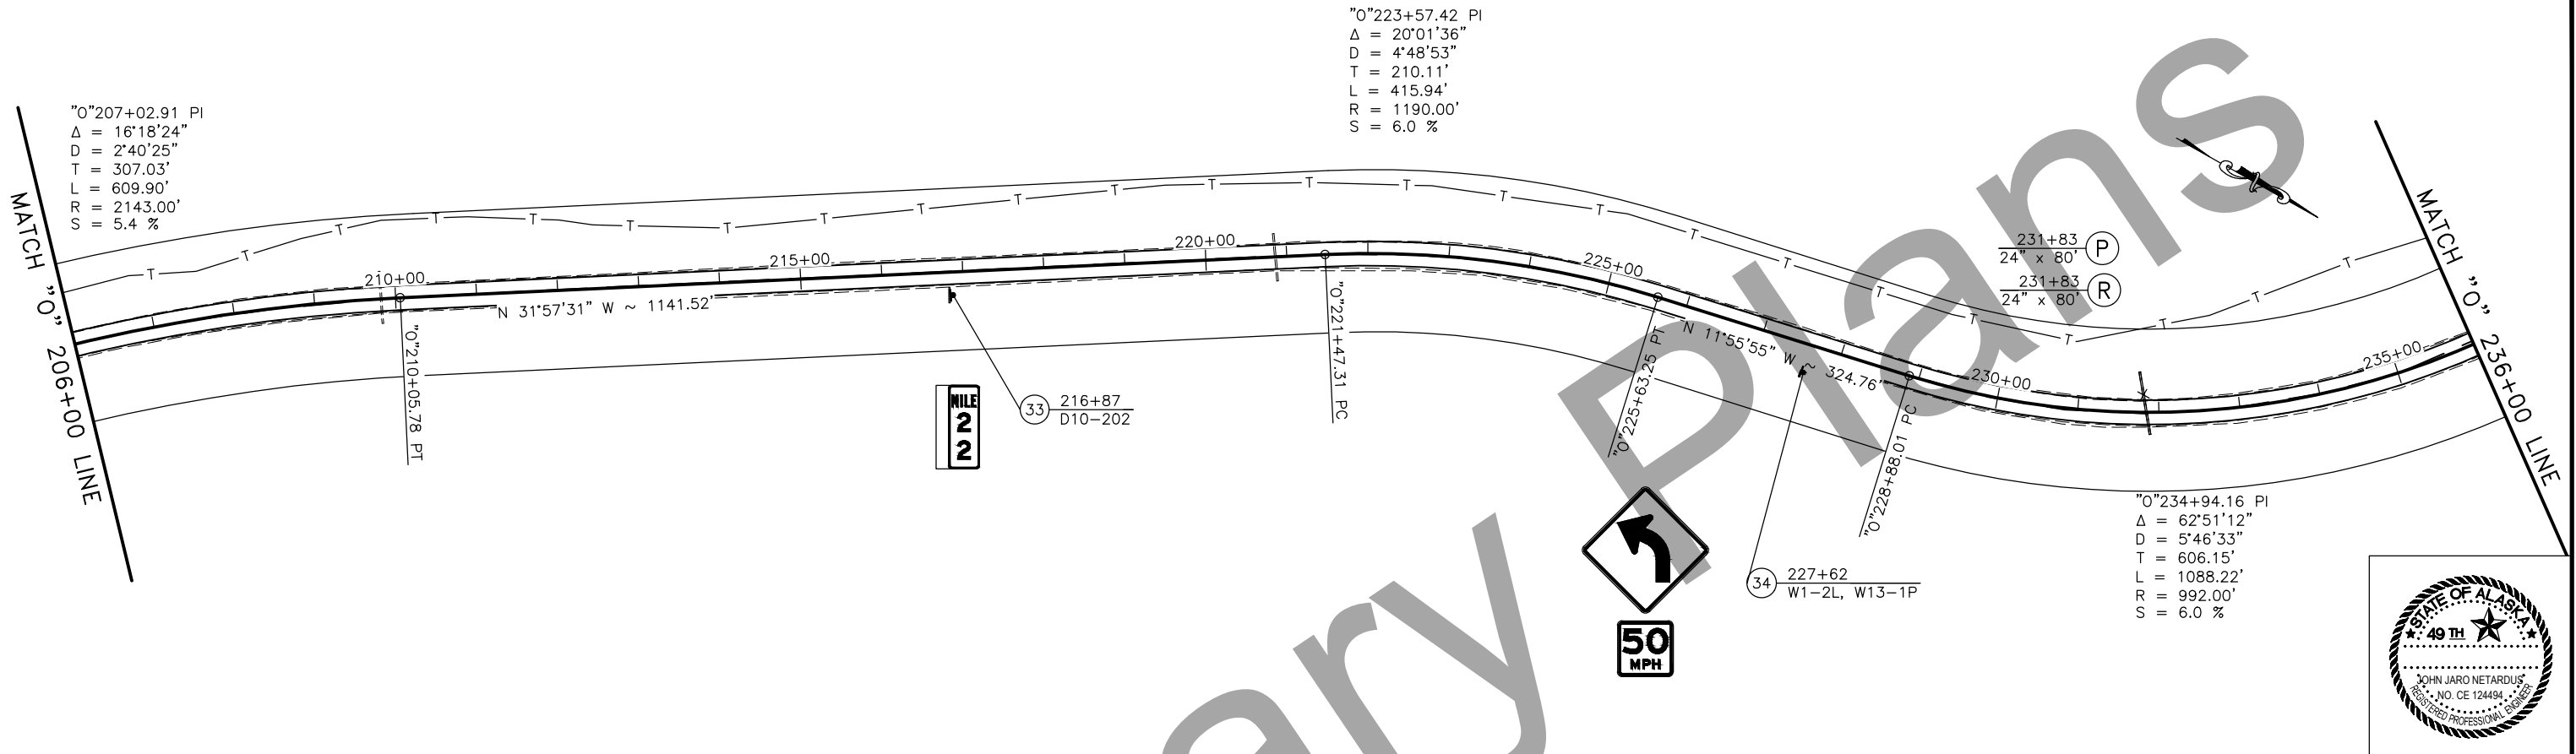 "O"207+02.91 PI
Δ = 16°18'24"
D = 2°40'25"
T = 307.03'
L = 609.90'
R = 2143.00'
S = 5.4 %
"O"223+57.42 PI
Δ = 20°01'36"
D = 4°48'53"
T = 210.11'
L = 415.94'
R = 1190.00'
S = 6.0 %
MATCH "O" 206+00 LINE
T T T T T T T T T T T T T T T T T T T T T T T T
210+00
215+00
220+00
225+00
230+00
235+00
N 31°57'31" W ~ 1141.52'
N 11°55'55" W ~ 324.76'
"O"210+05.78 PT
"O"221+47.31 PC
"O"225+63.25 PT
"O"228+88.01 PC
MILE
2
2
33
216+87
D10-202
50
MPH
34
227+62
W1-2L, W13-1P
231+83
24" x 80'
P
231+83
24" x 80'
R
MATCH "O" 236+00 LINE
"O"234+94.16 PI
Δ = 62°51'12"
D = 5°46'33"
T = 606.15'
L = 1088.22'
R = 992.00'
S = 6.0 %
STATE OF ALASKA
49 TH
JOHN JARO NETARDUS
NO. CE 124494
REGISTERED PROFESSIONAL ENGINEER
ary Plans